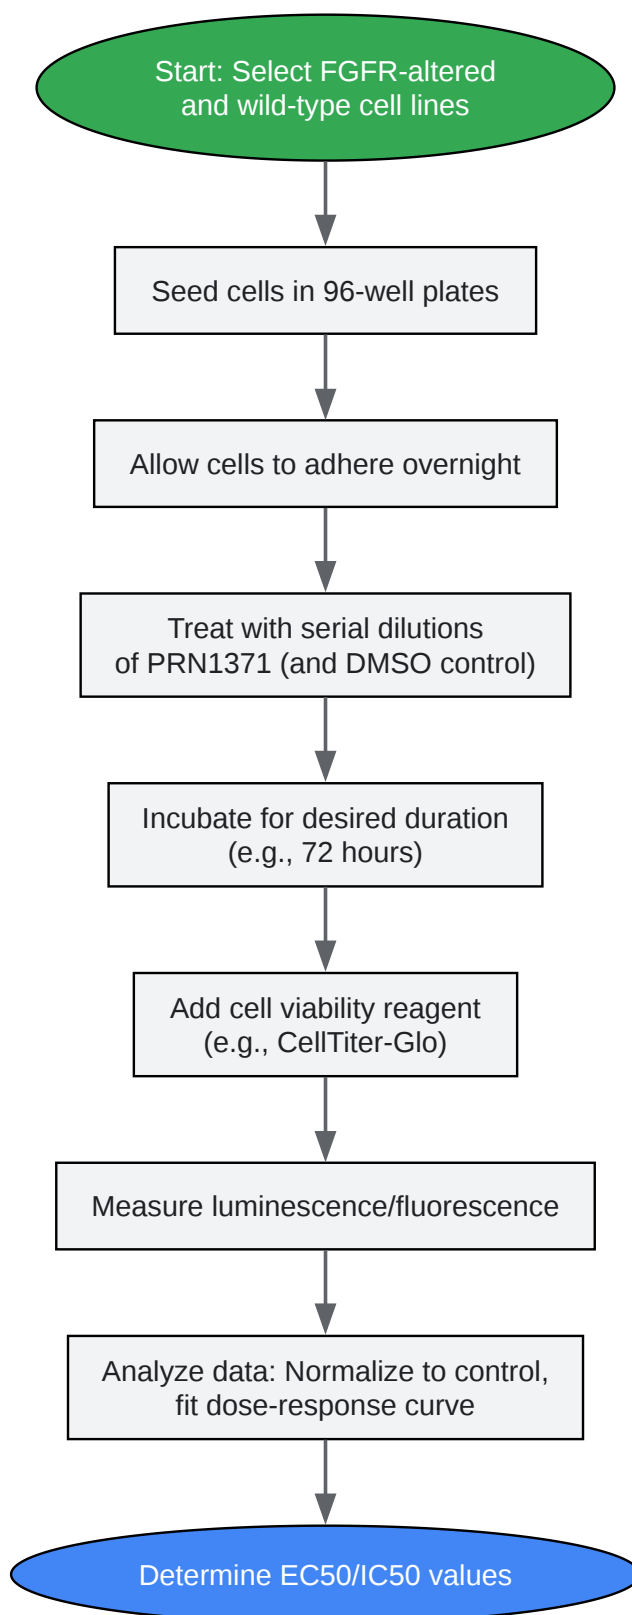 Start: Select FGFR-altered
and wild-type cell lines
Seed cells in 96-well plates
Allow cells to adhere overnight
Treat with serial dilutions
of PRN1371 (and DMSO control)
Incubate for desired duration
(e.g., 72 hours)
Add cell viability reagent
(e.g., CellTiter-Glo)
Measure luminescence/fluorescence
Analyze data: Normalize to control,
fit dose-response curve
Determine EC50/IC50 values